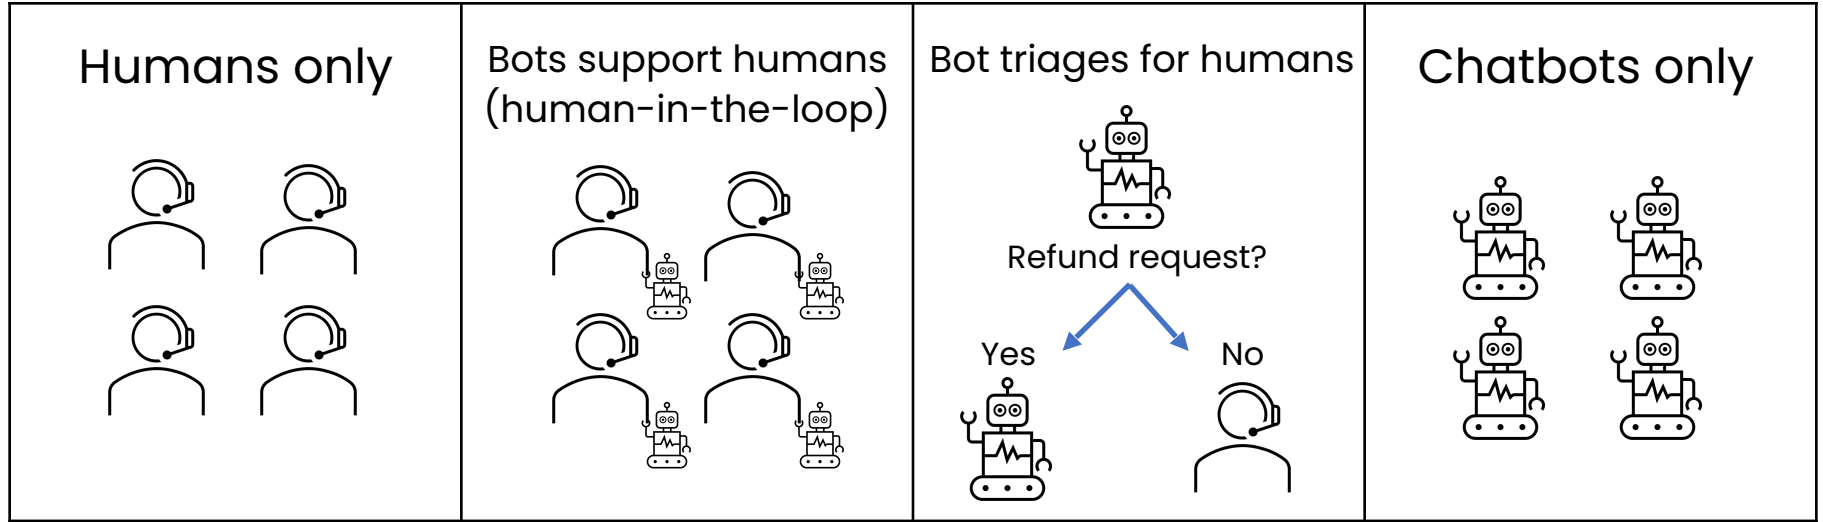 Humans only
Bots support humans
(human-in-the-loop)
Bot triages for humans
Refund request?
Yes
No
Chatbots only